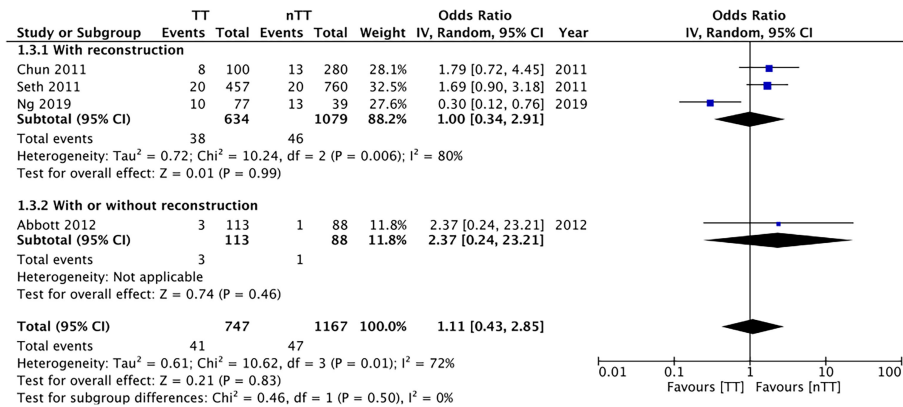 TT nTT Odds Ratio Odds Ratio
Study or Subgroup Events Total Events Total Weight IV, Random, 95% CI Year IV, Random, 95% CI
1.3.1 With reconstruction
Chun 2011 8 100 13 280 28.1% 1.79 [0.72, 4.45] 2011
Seth 2011 20 457 20 760 32.5% 1.69 [0.90, 3.18] 2011
Ng 2019 10 77 13 39 27.6% 0.30 [0.12, 0.76] 2019
Subtotal (95% CI) 634 1079 88.2% 1.00 [0.34, 2.91]
Total events 38 46
Heterogeneity: Tau² = 0.72; Chi² = 10.24, df = 2 (P = 0.006); I² = 80%
Test for overall effect: Z = 0.01 (P = 0.99)
1.3.2 With or without reconstruction
Abbott 2012 3 113 1 88 11.8% 2.37 [0.24, 23.21] 2012
Subtotal (95% CI) 113 88 11.8% 2.37 [0.24, 23.21]
Total events 3 1
Heterogeneity: Not applicable
Test for overall effect: Z = 0.74 (P = 0.46)
Total (95% CI) 747 1167 100.0% 1.11 [0.43, 2.85]
Total events 41 47
Heterogeneity: Tau² = 0.61; Chi² = 10.62, df = 3 (P = 0.01); I² = 72%
Test for overall effect: Z = 0.21 (P = 0.83)
Test for subgroup differences: Chi² = 0.46, df = 1 (P = 0.50), I² = 0%
0.01 0.1 1 10 100
Favours [TT] Favours [nTT]